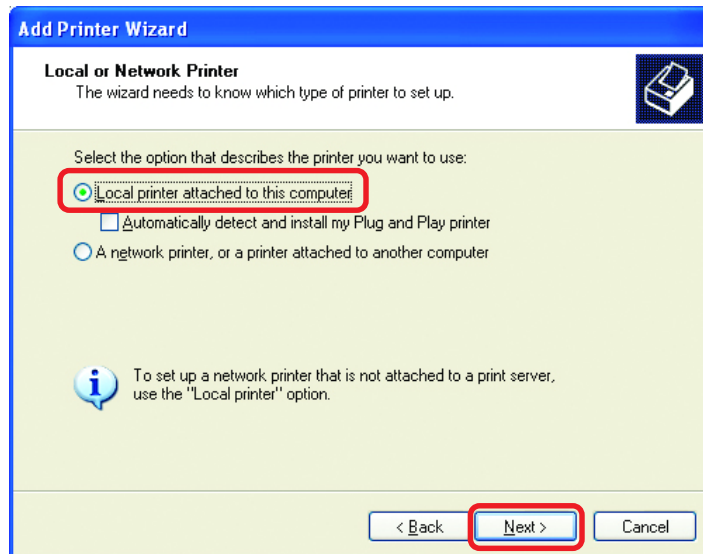 Add Printer Wizard
Local or Network Printer
The wizard needs to know which type of printer to set up.
Select the option that describes the printer you want to use:
Local printer attached to this computer
Automatically detect and install my Plug and Play printer
A network printer, or a printer attached to another computer
To set up a network printer that is not attached to a print server,
use the "Local printer" option.
< Back
Next >
Cancel